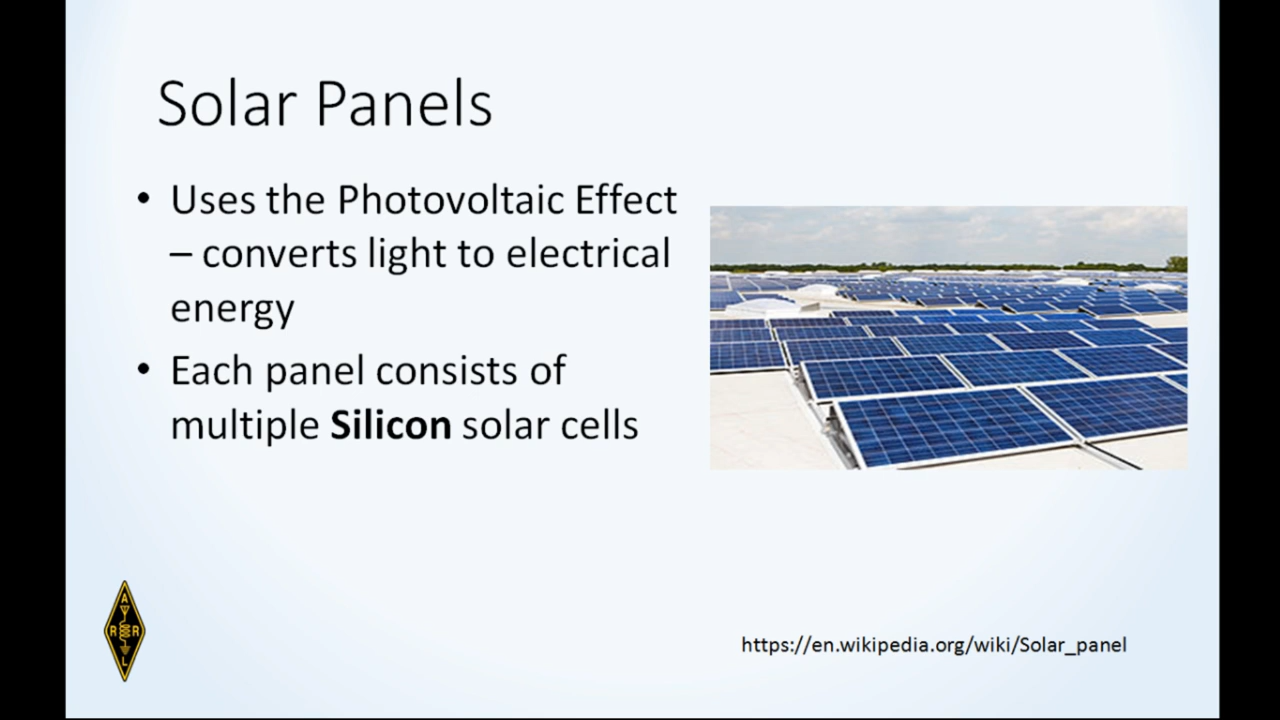 Solar Panels
• Uses the Photovoltaic Effect
– converts light to electrical
energy
• Each panel consists of
multiple Silicon solar cells
A
R R
L
https://en.wikipedia.org/wiki/Solar_panel